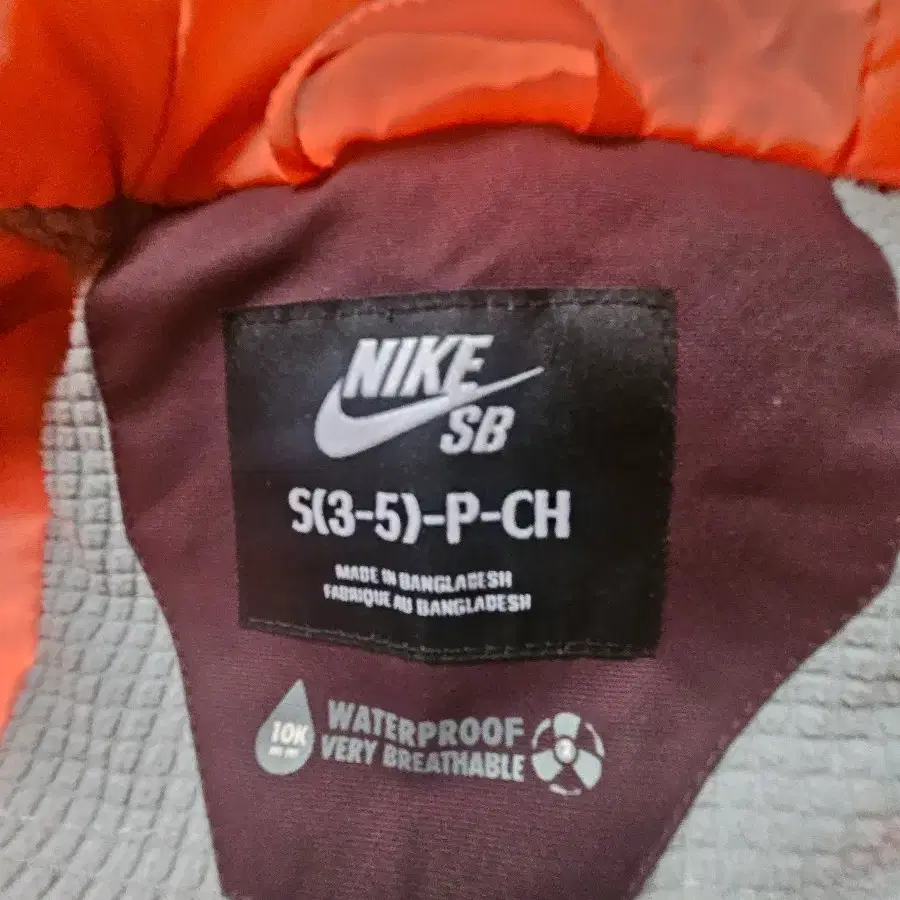 NIKE
SB
S(3-5)-P-CH
MADE IN BANGLADESH
FABRIQUE AU BANGLADESH
10K
WATERPROOF
VERY BREATHABLE